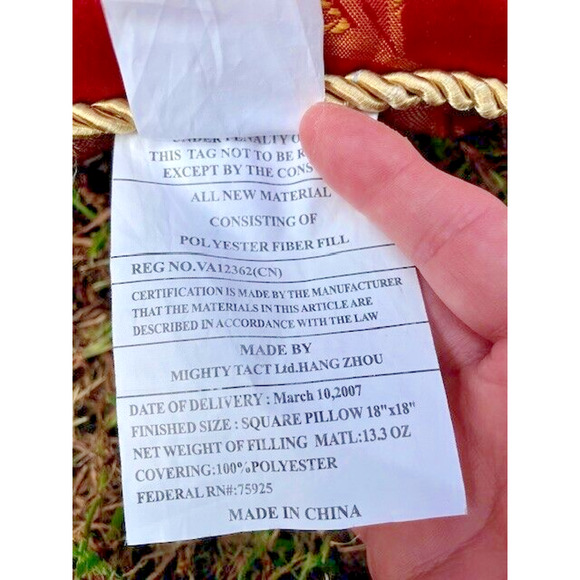 UNDER PENALTY O
THIS TAG NOT TO BE R
EXCEPT BY THE CONS
ALL NEW MATERIAL
CONSISTING OF
POLYESTER FIBER FILL
REG NO.VA12362(CN)
CERTIFICATION IS MADE BY THE MANUFACTURER
THAT THE MATERIALS IN THIS ARTICLE ARE
DESCRIBED IN ACCORDANCE WITH THE LAW
MADE BY
MIGHTY TACT Ltd.HANG ZHOU
DATE OF DELIVERY : March 10,2007
FINISHED SIZE : SQUARE PILLOW 18"x18"
NET WEIGHT OF FILLING MATL:13.3 OZ
COVERING:100%POLYESTER
FEDERAL RN#:75925
MADE IN CHINA